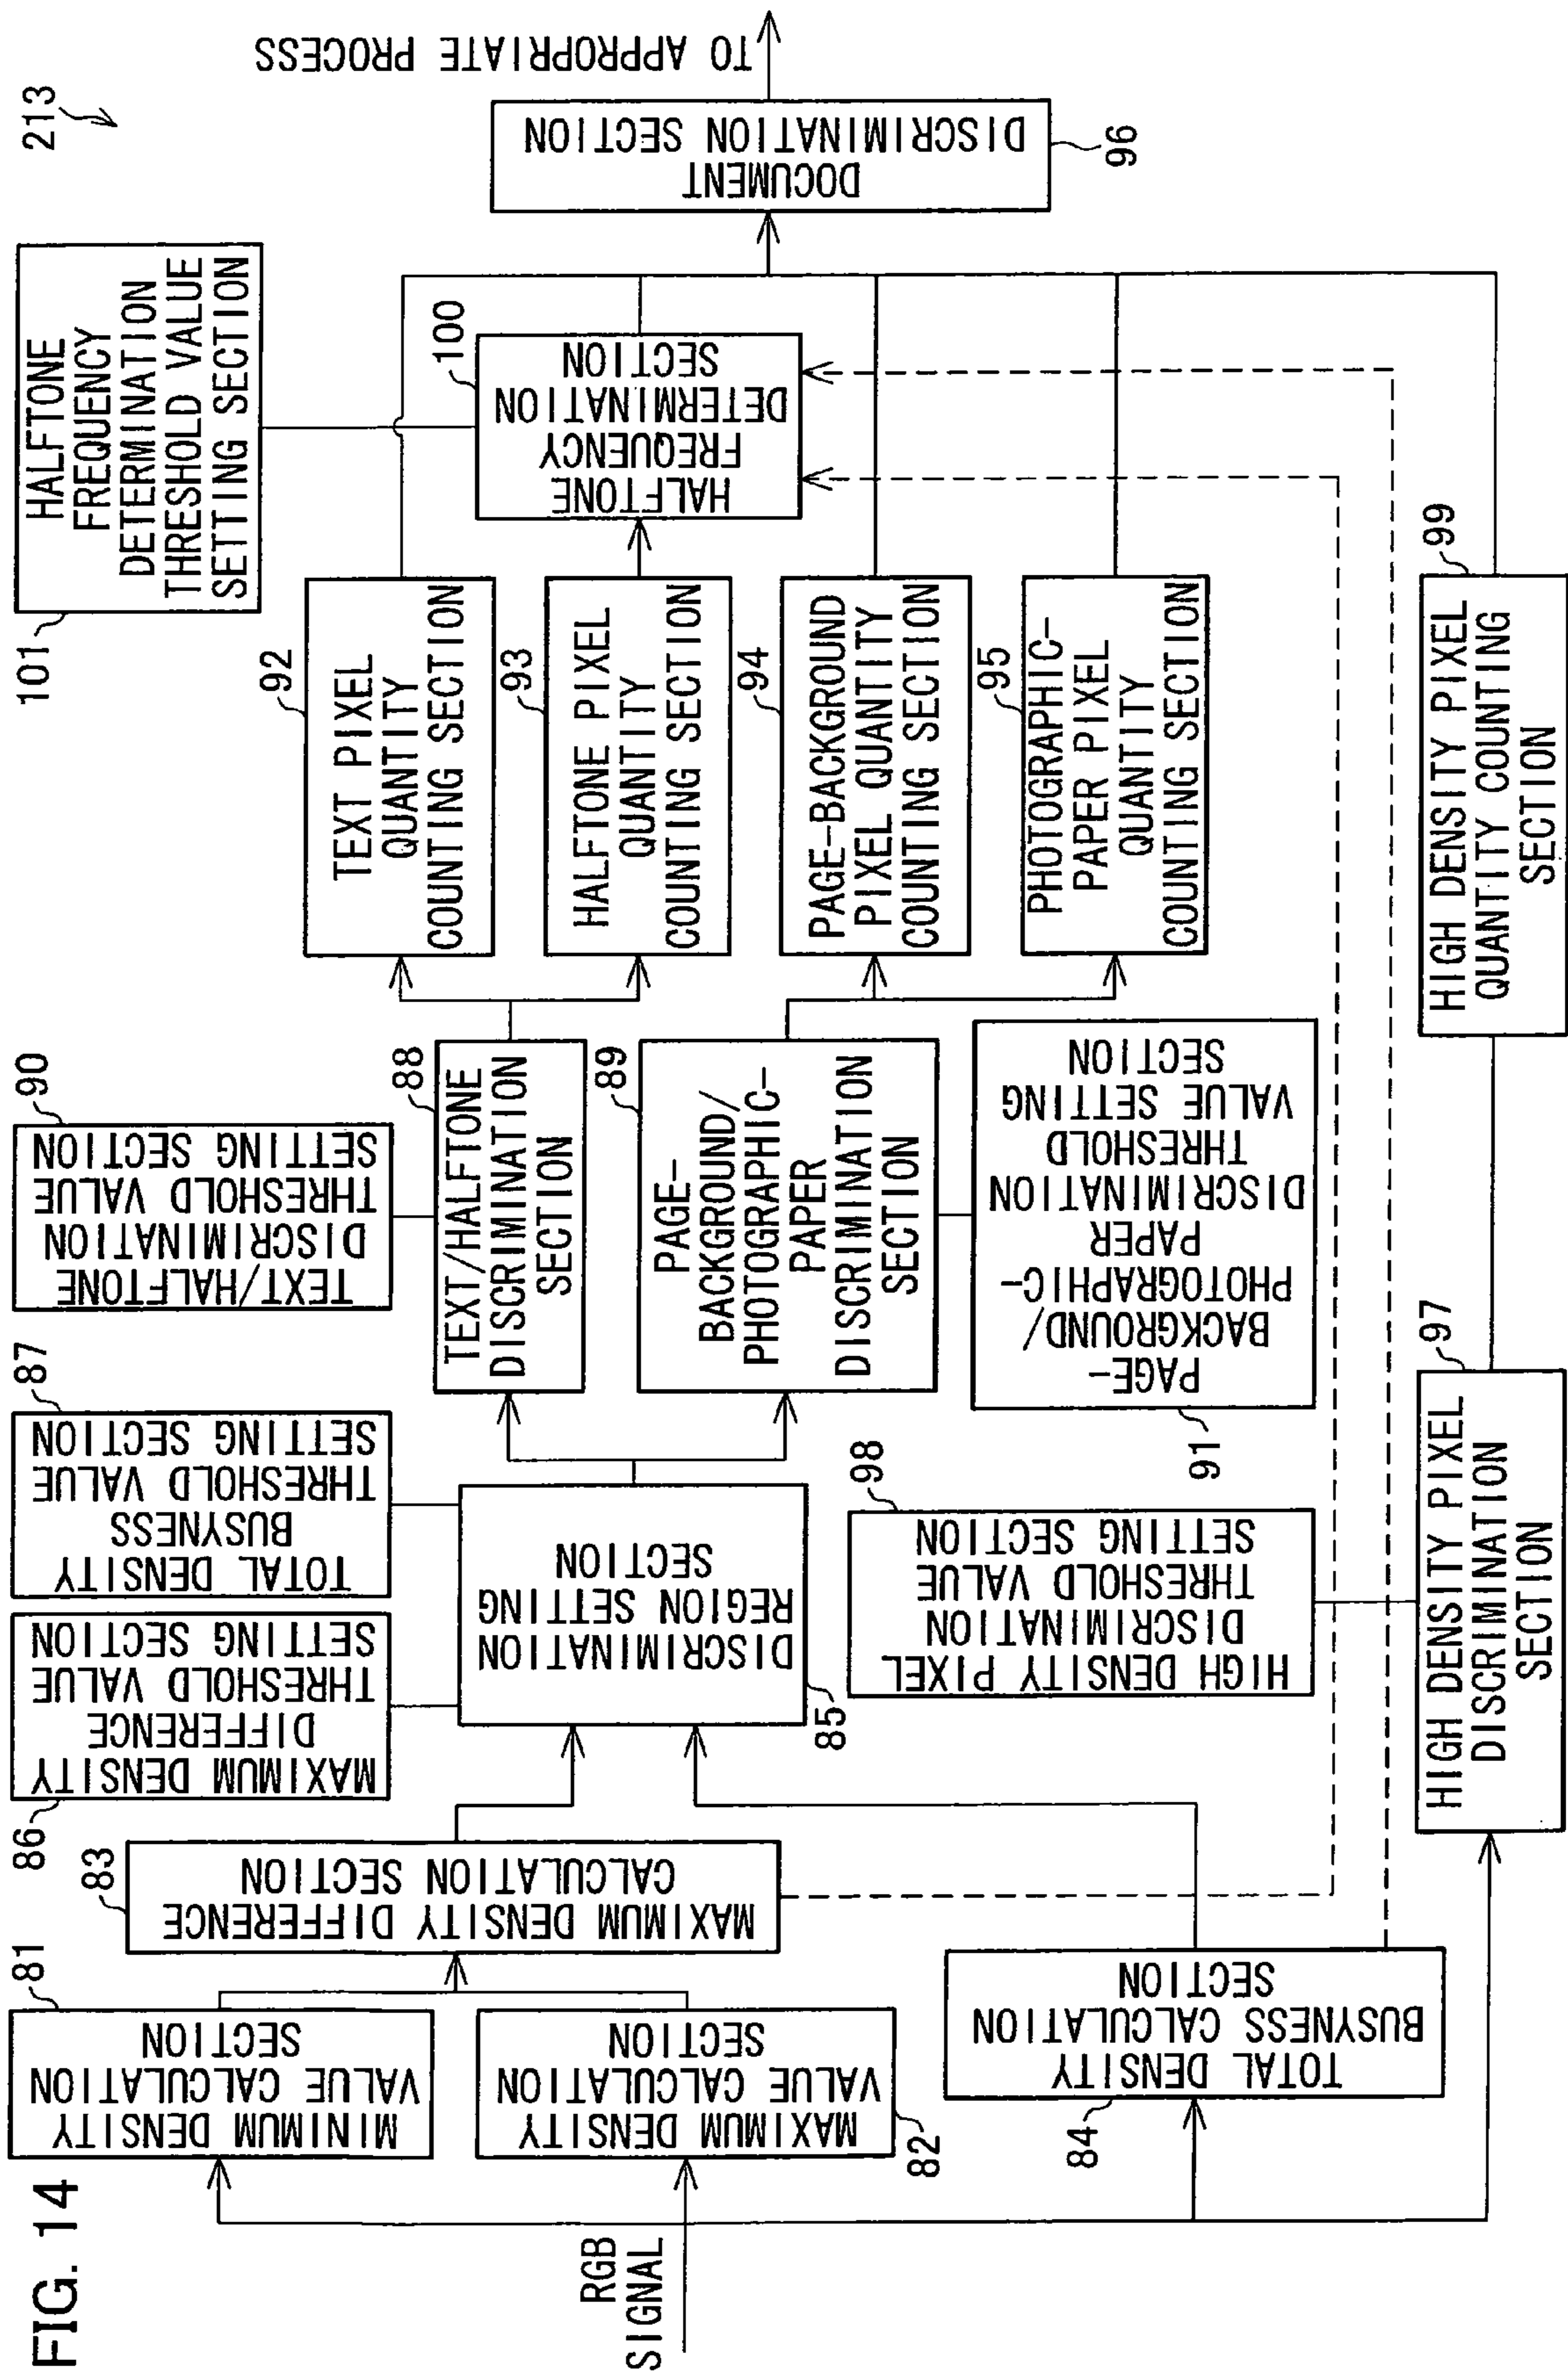 FIG. 14
213
RGB
SIGNAL
81
MINIMUM DENSITY
VALUE CALCULATION
SECTION
MAXIMUM DENSITY
VALUE CALCULATION
SECTION
82
83
MAXIMUM DENSITY DIFFERENCE
CALCULATION SECTION
TOTAL DENSITY
BUSYNESS CALCULATION
SECTION
84
86
MAXIMUM DENSITY
DIFFERENCE
THRESHOLD VALUE
SETTING SECTION
87
TOTAL DENSITY
BUSYNESS
THRESHOLD VALUE
SETTING SECTION
DISCRIMINATION
REGION SETTING
SECTION
85
90
TEXT/HALFTONE
DISCRIMINATION
THRESHOLD VALUE
SETTING SECTION
88
TEXT/HALFTONE
DISCRIMINATION
SECTION
89
PAGE-
BACKGROUND/
PHOTOGRAPHIC-
PAPER
DISCRIMINATION
SECTION
PAGE-
BACKGROUND/
PHOTOGRAPHIC-
PAPER
DISCRIMINATION
THRESHOLD
VALUE SETTING
SECTION
91
98
HIGH DENSITY PIXEL
DISCRIMINATION
THRESHOLD VALUE
SETTING SECTION
97
HIGH DENSITY PIXEL
DISCRIMINATION
SECTION
92
TEXT PIXEL
QUANTITY
COUNTING SECTION
93
HALFTONE PIXEL
QUANTITY
COUNTING SECTION
94
PAGE-BACKGROUND
PIXEL QUANTITY
COUNTING SECTION
95
PHOTOGRAPHIC-
PAPER PIXEL
QUANTITY
COUNTING SECTION
99
HIGH DENSITY PIXEL
QUANTITY COUNTING
SECTION
101
HALFTONE
FREQUENCY
DETERMINATION
THRESHOLD VALUE
SETTING SECTION
100
HALFTONE
FREQUENCY
DETERMINATION
SECTION
DOCUMENT
DISCRIMINATION SECTION
96
TO APPROPRIATE PROCESS